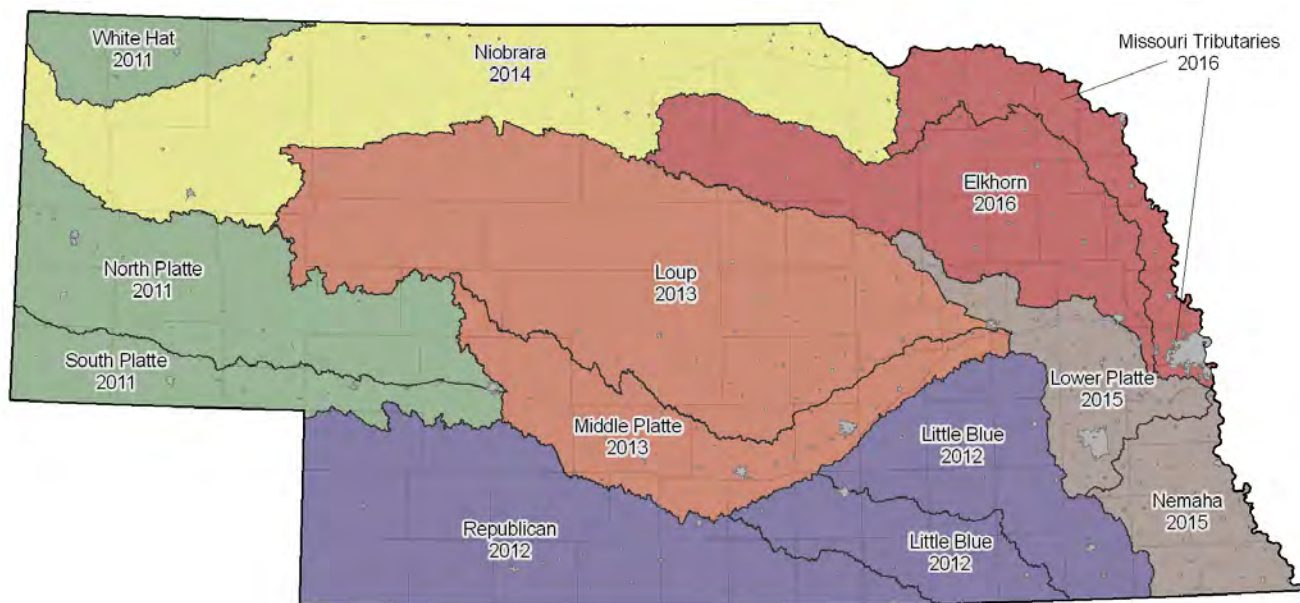 White Hat
2011
Niobrara
2014
Missouri Tributaries
2016
Elkhorn
2016
North Platte
2011
Loup
2013
South Platte
2011
Lower Platte
2015
Middle Platte
2013
Little Blue
2012
Nemaha
2015
Republican
2012
Little Blue
2012